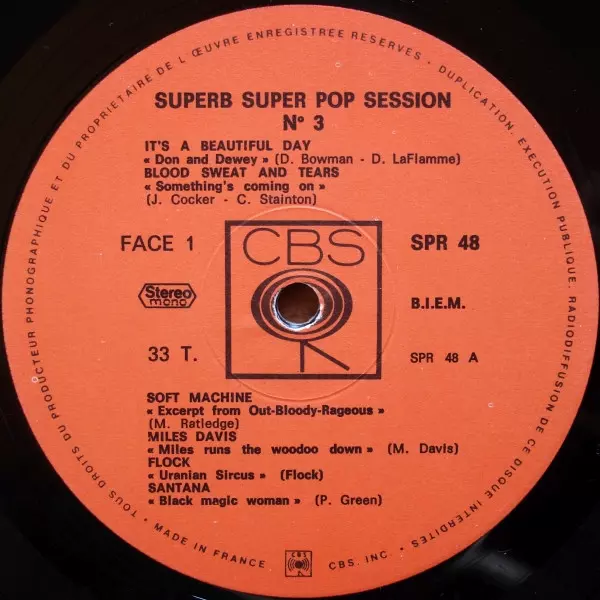 TOUS DROITS DU PRODUCTEUR PHONOGRAPHIQUE ET DU PROPRIETAIRE DE L'ŒUVRE ENREGISTREE RESERVES - DUPLICATION, EXECUTION PUBLIQUE, RADIODIFFUSION DE CE DISQUE INTERDITES
SUPERB SUPER POP SESSION
N° 3
IT'S A BEAUTIFUL DAY
« Don and Dewey » (D. Bowman - D. LaFlamme)
BLOOD SWEAT AND TEARS
« Something's coming on »
(J. Cocker - C. Stainton)
FACE 1
CBS
SPR 48
Stereo
mono
B.I.E.M.
33 T.
SPR 48 A
SOFT MACHINE
« Excerpt from Out-Bloody-Rageous »
(M. Ratledge)
MILES DAVIS
« Miles runs the woodoo down » (M. Davis)
FLOCK
« Uranian Sircus » (Flock)
SANTANA
« Black magic woman » (P. Green)
• MADE IN FRANCE
CBS
CBS. INC. •